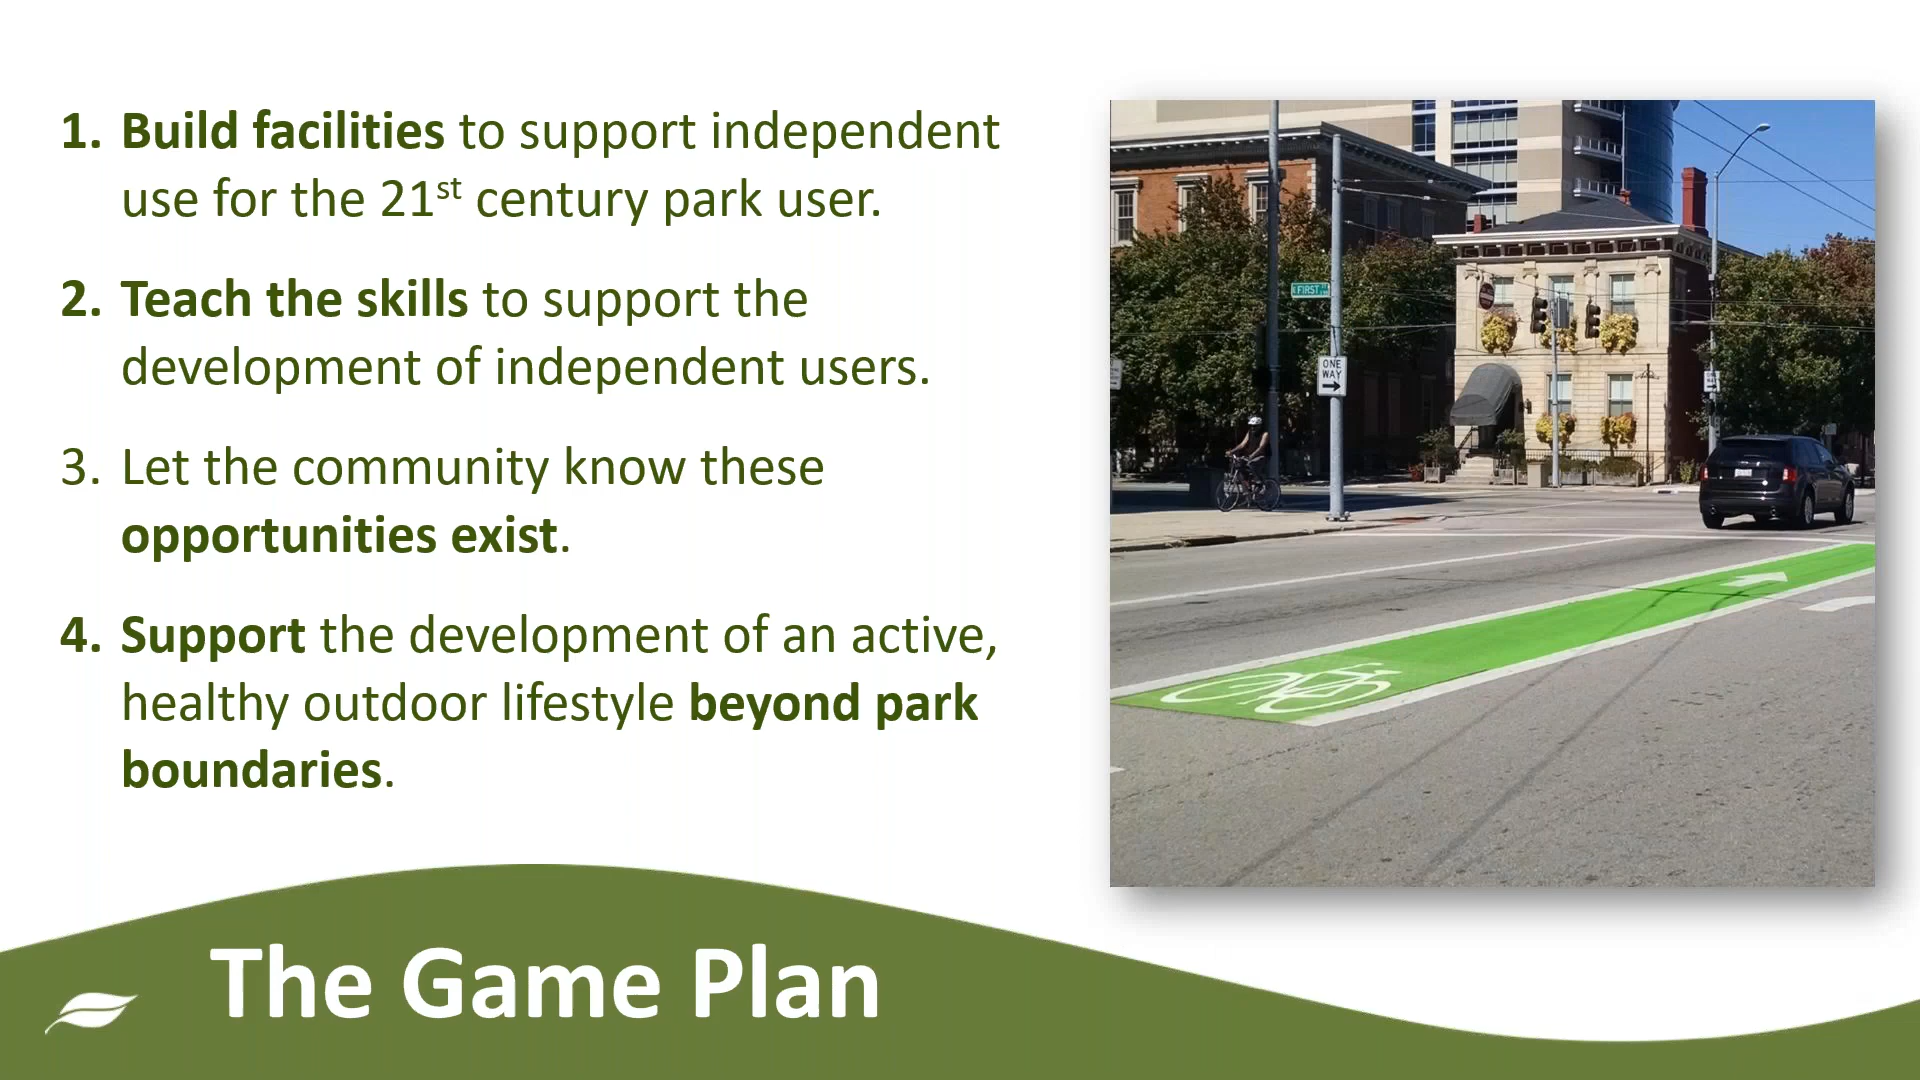 1. Build facilities to support independent
use for the 21st century park user.
2. Teach the skills to support the
development of independent users.
3. Let the community know these
opportunities exist.
4. Support the development of an active,
healthy outdoor lifestyle beyond park
boundaries.
FIRST
ONE
WAY
The Game Plan